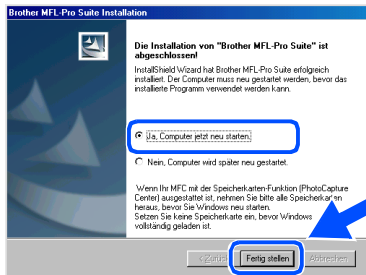 Brother MFL-Pro Suite Installation
Die Installation von "Brother MFL-Pro Suite" ist
abgeschlossen!
InstallShield Wizard hat Brother MFL-Pro Suite erfolgreich
installiert. Der Computer muss neu gestartet werden, bevor das
installierte Programm verwendet werden kann.
Ja, Computer jetzt neu starten.
Nein, Computer wird später neu gestartet.
Wenn Ihr MFC mit der Speicherkarten-Funktion (PhotoCapture
Center) ausgestattet ist, nehmen Sie bitte alle Speicherkarten
heraus, bevor Sie Windows neu starten.
Setzen Sie keine Speicherkarte ein, bevor Windows
vollständig geladen ist.
< Zurück Fertig stellen Abbrechen